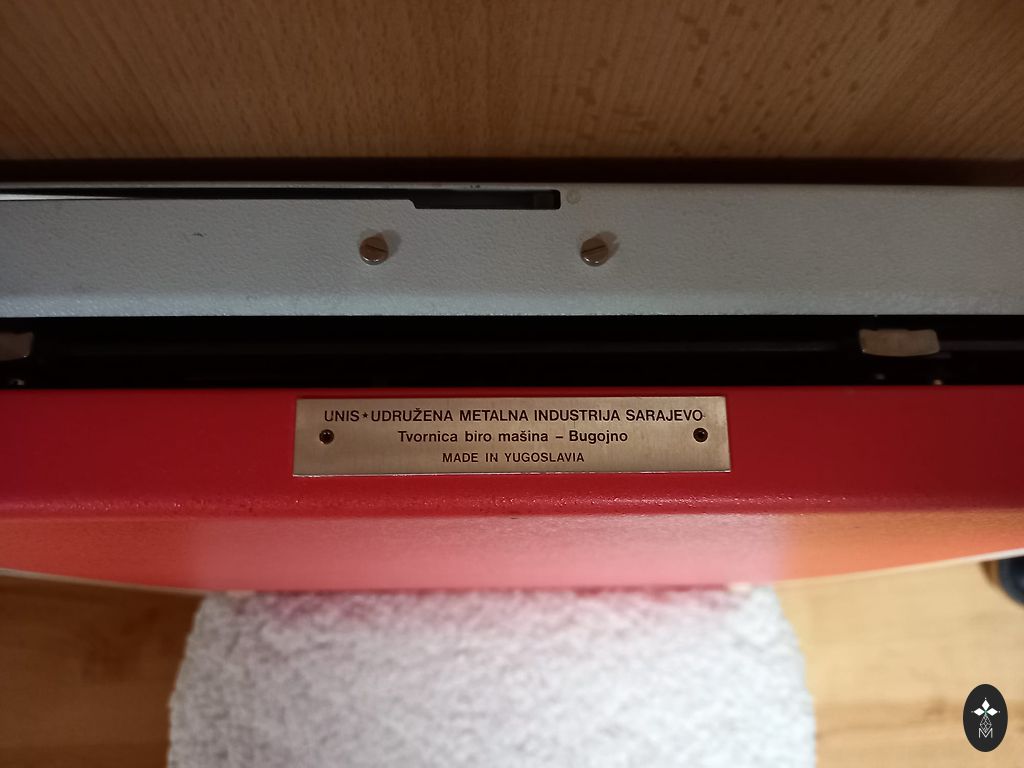 UNIS★UDRUŽENA METALNA INDUSTRIJA SARAJEVO
Tvornica biro mašina – Bugojno
MADE IN YUGOSLAVIA
M